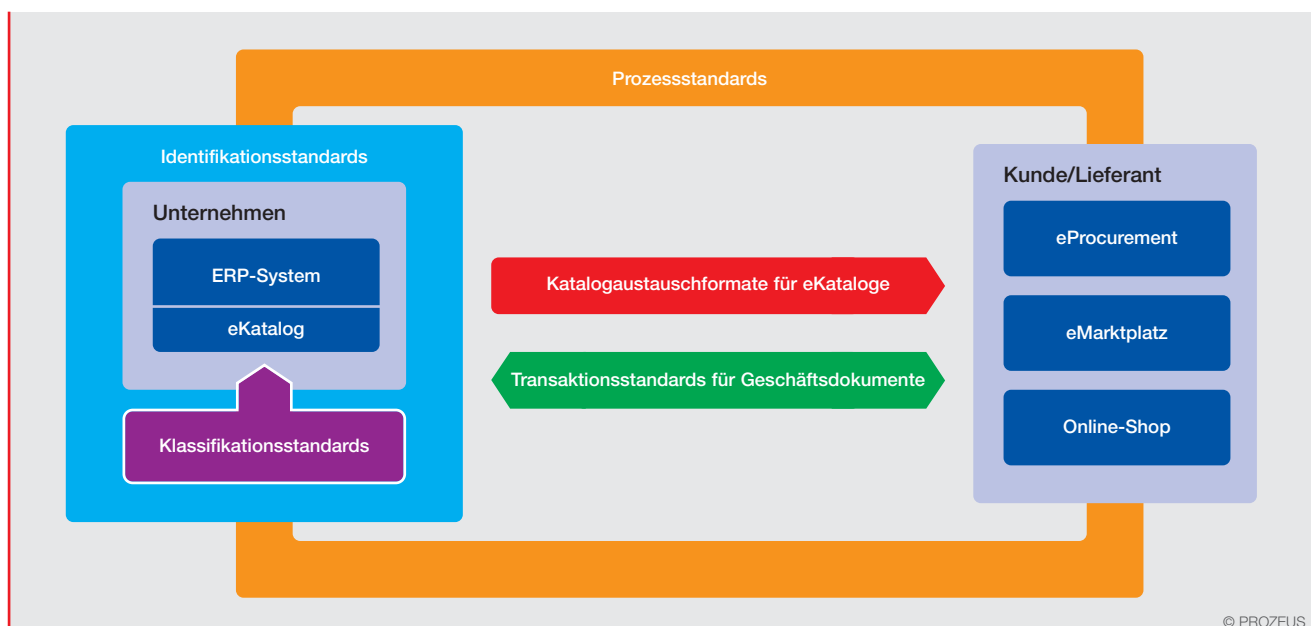 Prozessstandards
Identifikationsstandards
Unternehmen
ERP-System
eKatalog
Klassifikationsstandards
Katalogaustauschformate für eKataloge
Transaktionsstandards für Geschäftsdokumente
Kunde/Lieferant
eProcurement
eMarktplatz
Online-Shop
© PROZEUS